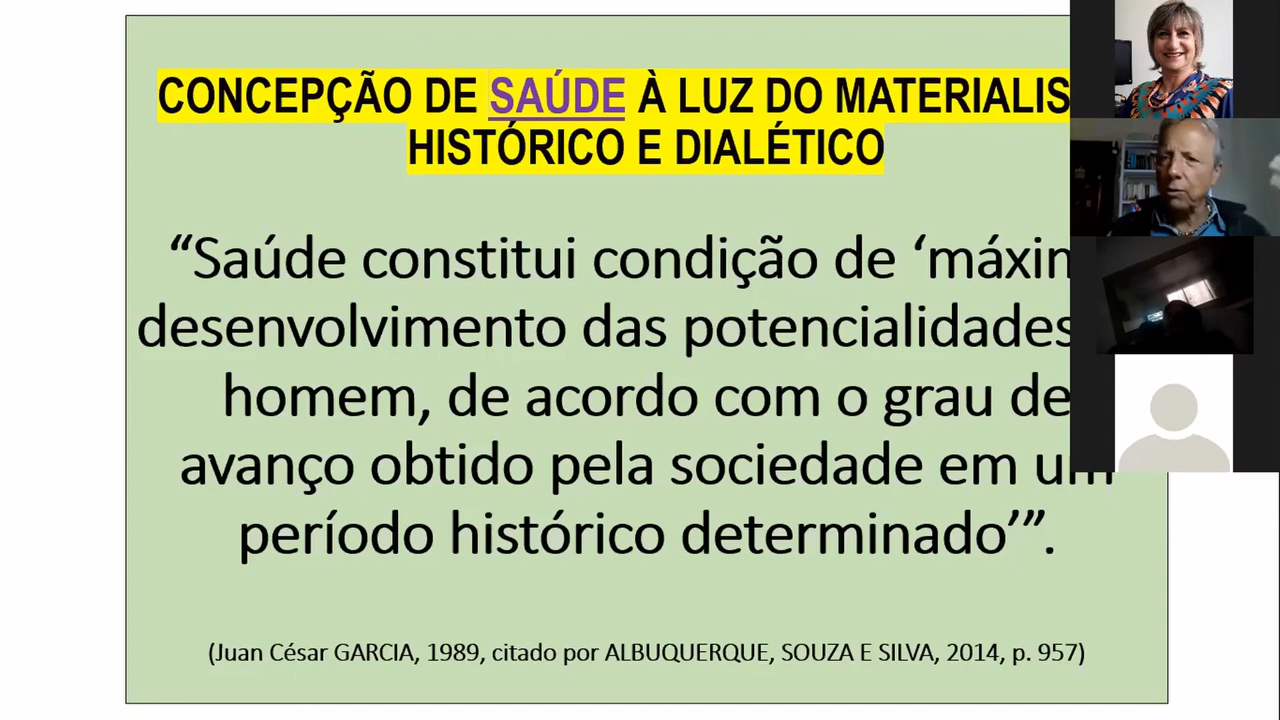 CONCEPÇÃO DE SAÚDE À LUZ DO MATERIALIS
HISTÓRICO E DIALÉTICO
“Saúde constitui condição de ‘máxim
desenvolvimento das potencialidades
homem, de acordo com o grau de
avanço obtido pela sociedade em um
período histórico determinado’”.
(Juan César GARCIA, 1989, citado por ALBUQUERQUE, SOUZA E SILVA, 2014, p. 957)